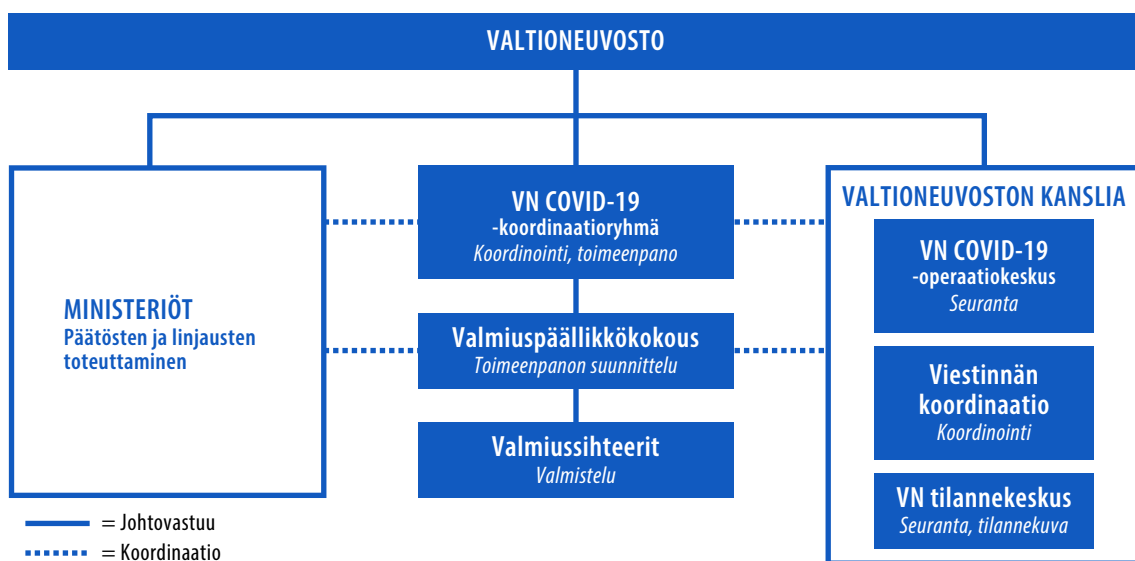 VALTIONEUVOSTO
MINISTERIÖT
Päätösten ja linjausten
toteuttaminen
VN COVID-19
-koordinaatioryhmä
Koordinointi, toimeenpano
Valmiuspäällikkökokous
Toimeenpanon suunnittelu
Valmiussihteerit
Valmistelu
VALTIONEUVOSTON KANSLIA
VN COVID-19
-operaatiokeskus
Seuranta
Viestinnän
koordinaatio
Koordinointi
VN tilannekeskus
Seuranta, tilannekuva
= Johtovastuu
= Koordinaatio